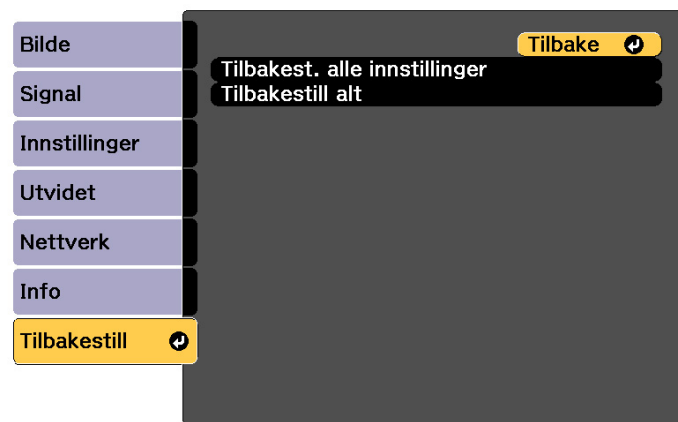 Bilde
Signal
Innstillinger
Utvidet
Nettverk
Info
Tilbakestill
Tilbake
Tilbakest. alle innstillinger
Tilbakestill alt